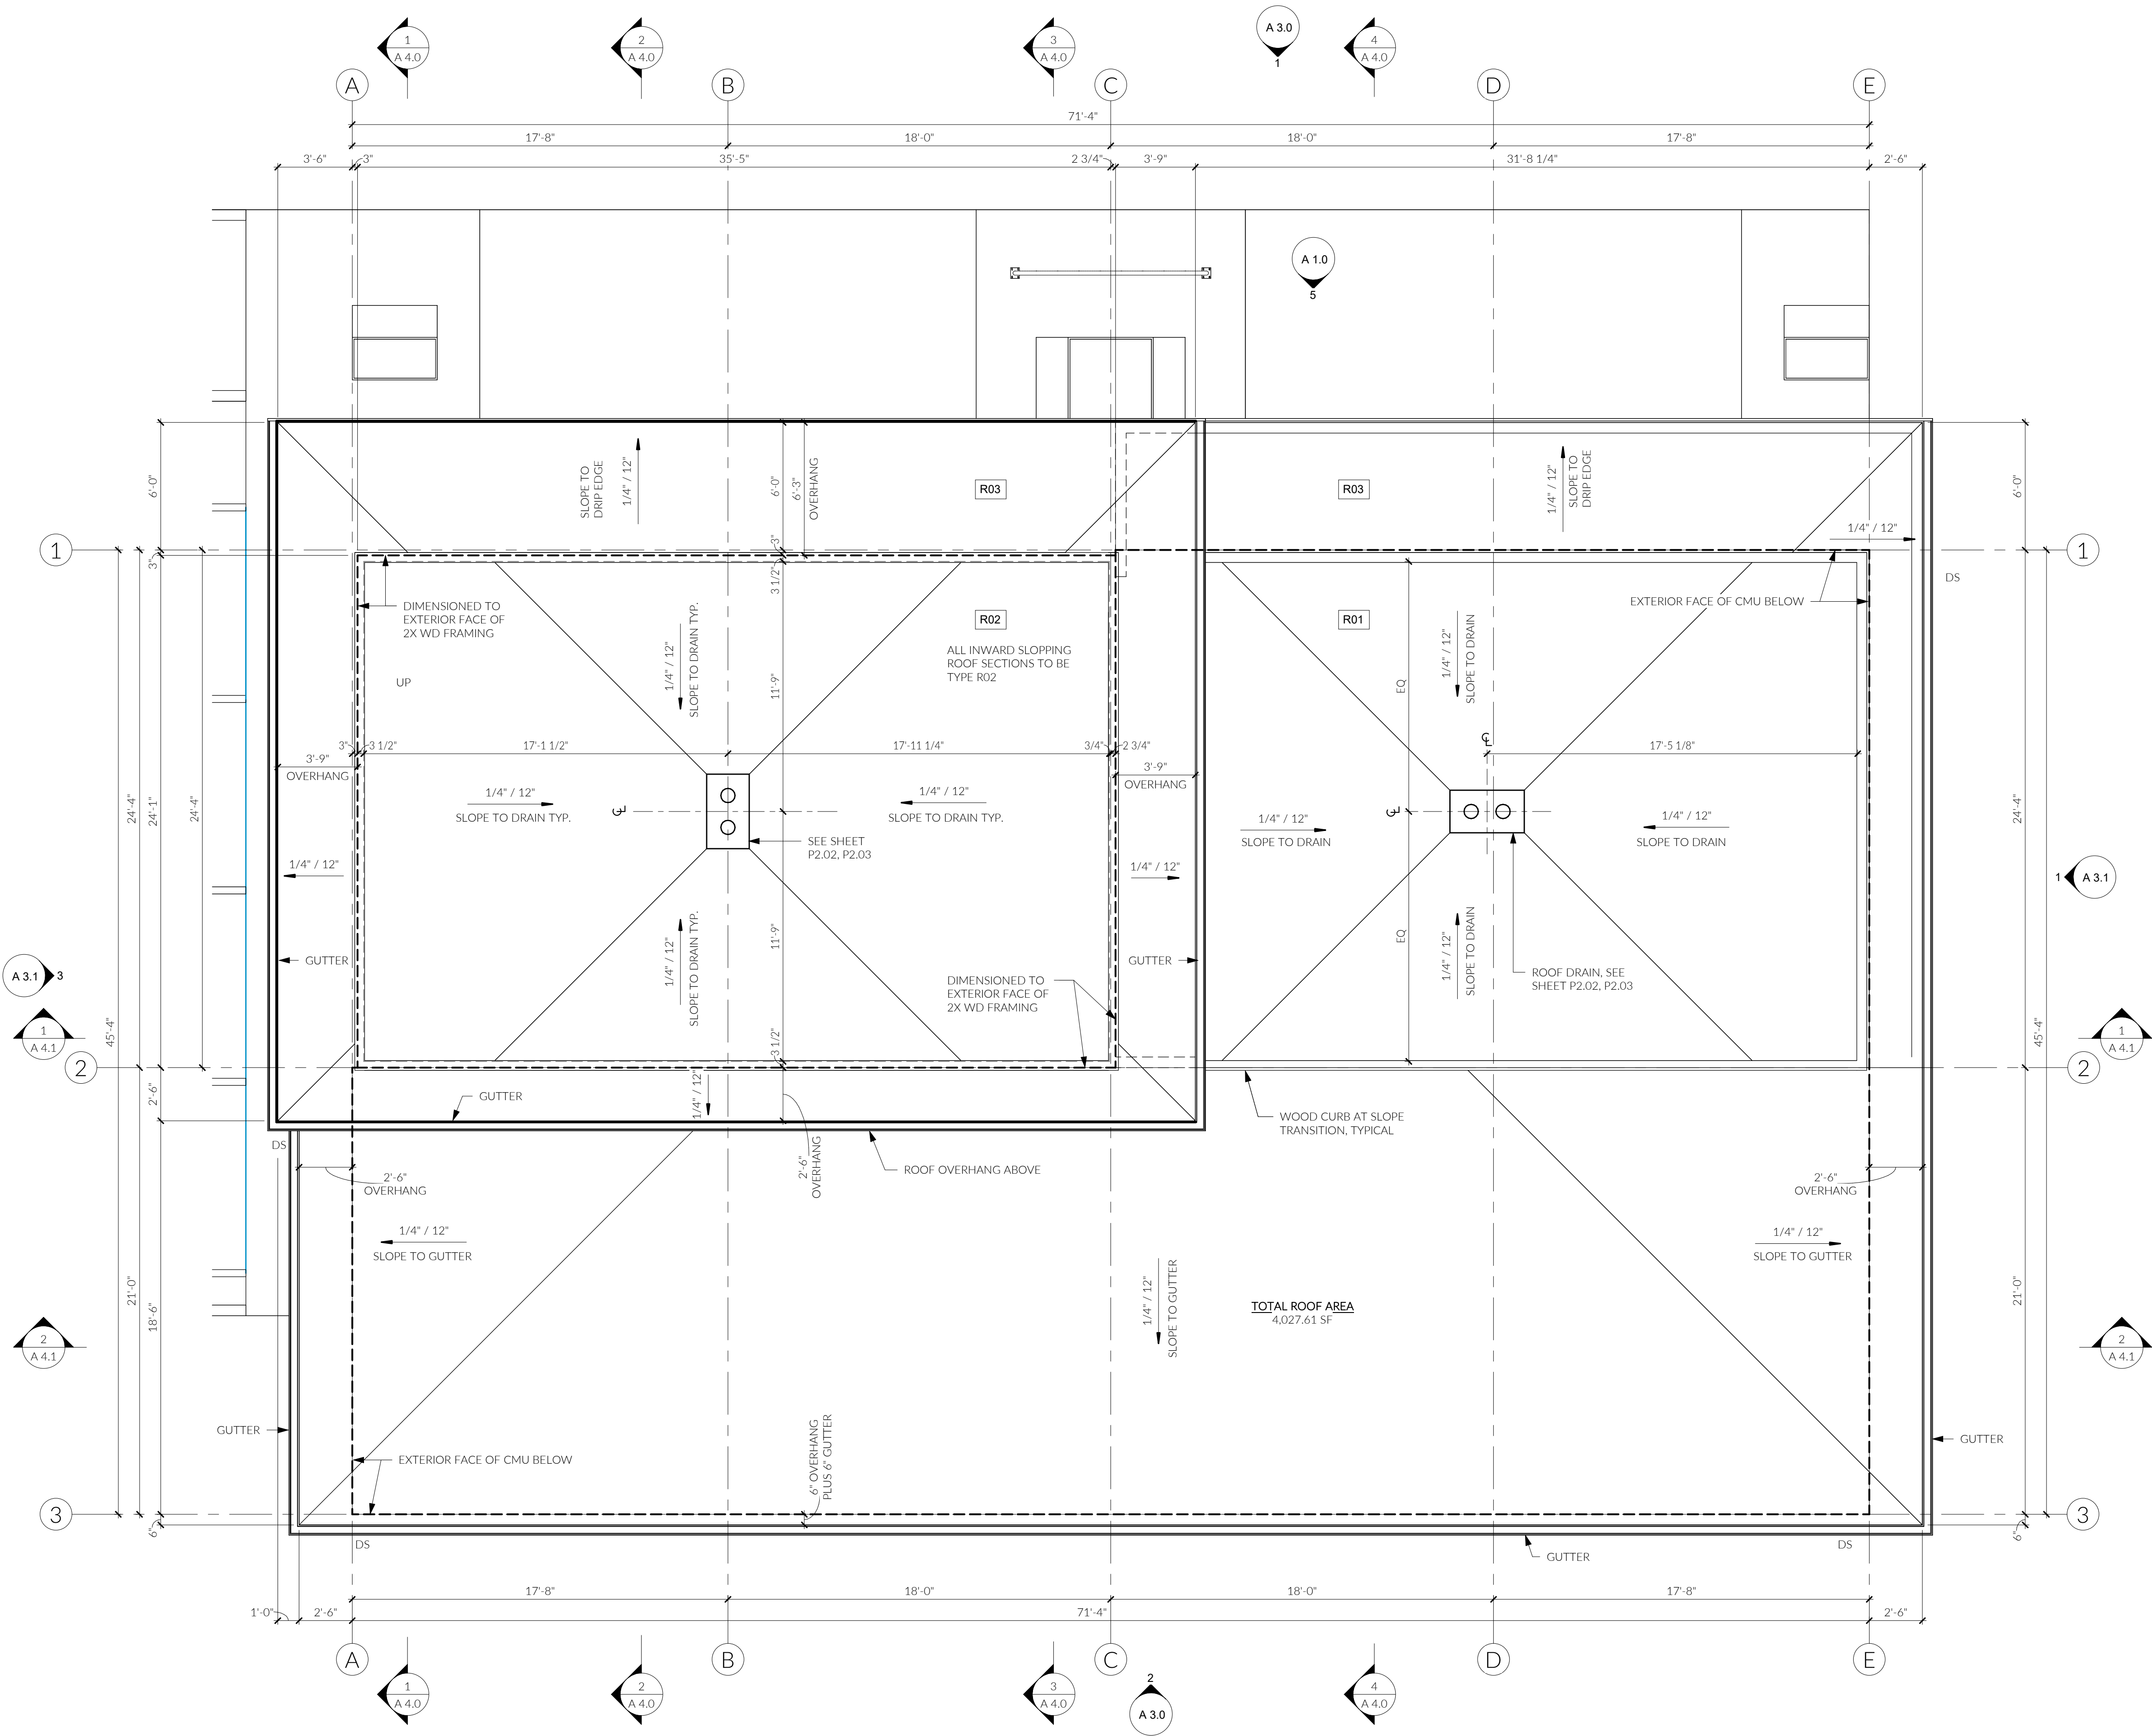 A 3.0
1
1
A 4.0
2
A 4.0
3
A 4.0
4
A 4.0
A
B
C
D
E
71'-4"
17'-8"
18'-0"
18'-0"
17'-8"
3'-6"
3"
35'-5"
2 3/4"
3'-9"
31'-8 1/4"
2'-6"
A 1.0
5
6'-0"
SLOPE TO
DRIP EDGE
1/4" / 12"
6'-0"
6'-3"
OVERHANG
R03
R03
1/4" / 12"
SLOPE TO
DRIP EDGE
6'-0"
1/4" / 12"
1
3"
3"
3 1/2"
1
DS
DIMENSIONED TO
EXTERIOR FACE OF
2X WD FRAMING
R02
R01
EXTERIOR FACE OF CMU BELOW
1/4" / 12"
SLOPE TO DRAIN TYP.
ALL INWARD SLOPPING
ROOF SECTIONS TO BE
TYPE R02
1/4" / 12"
SLOPE TO DRAIN
UP
11'-9"
EQ
3"
3 1/2"
17'-1 1/2"
17'-11 1/4"
3/4"
2 3/4"
17'-5 1/8"
3'-9"
OVERHANG
3'-9"
OVERHANG
24'-4"
24'-1"
24'-4"
24'-4"
1/4" / 12"
SLOPE TO DRAIN TYP.
1/4" / 12"
SLOPE TO DRAIN TYP.
1/4" / 12"
SLOPE TO DRAIN
1/4" / 12"
SLOPE TO DRAIN
SEE SHEET
P2.02, P2.03
1/4" / 12"
1/4" / 12"
1
A 3.1
1/4" / 12"
SLOPE TO DRAIN TYP.
11'-9"
EQ
1/4" / 12"
SLOPE TO DRAIN
GUTTER
GUTTER
ROOF DRAIN, SEE
SHEET P2.02, P2.03
A 3.1
3
DIMENSIONED TO
EXTERIOR FACE OF
2X WD FRAMING
1
A 4.1
45'-4"
45'-4"
1
A 4.1
3 1/2"
2
2
2'-6"
1/4" / 12"
GUTTER
WOOD CURB AT SLOPE
TRANSITION, TYPICAL
DS
2'-6"
OVERHANG
ROOF OVERHANG ABOVE
2'-6"
OVERHANG
2'-6"
OVERHANG
1/4" / 12"
SLOPE TO GUTTER
1/4" / 12"
SLOPE TO GUTTER
21'-0"
18'-6"
1/4" / 12"
SLOPE TO GUTTER
TOTAL ROOF AREA
4,027.61 SF
21'-0"
2
A 4.1
2
A 4.1
GUTTER
6" OVERHANG
PLUS 6" GUTTER
GUTTER
EXTERIOR FACE OF CMU BELOW
3
3
6"
6"
DS
DS
GUTTER
17'-8"
18'-0"
18'-0"
17'-8"
1'-0"
2'-6"
71'-4"
2'-6"
A
B
C
D
E
1
A 4.0
2
A 4.0
3
A 4.0
2
A 3.0
4
A 4.0